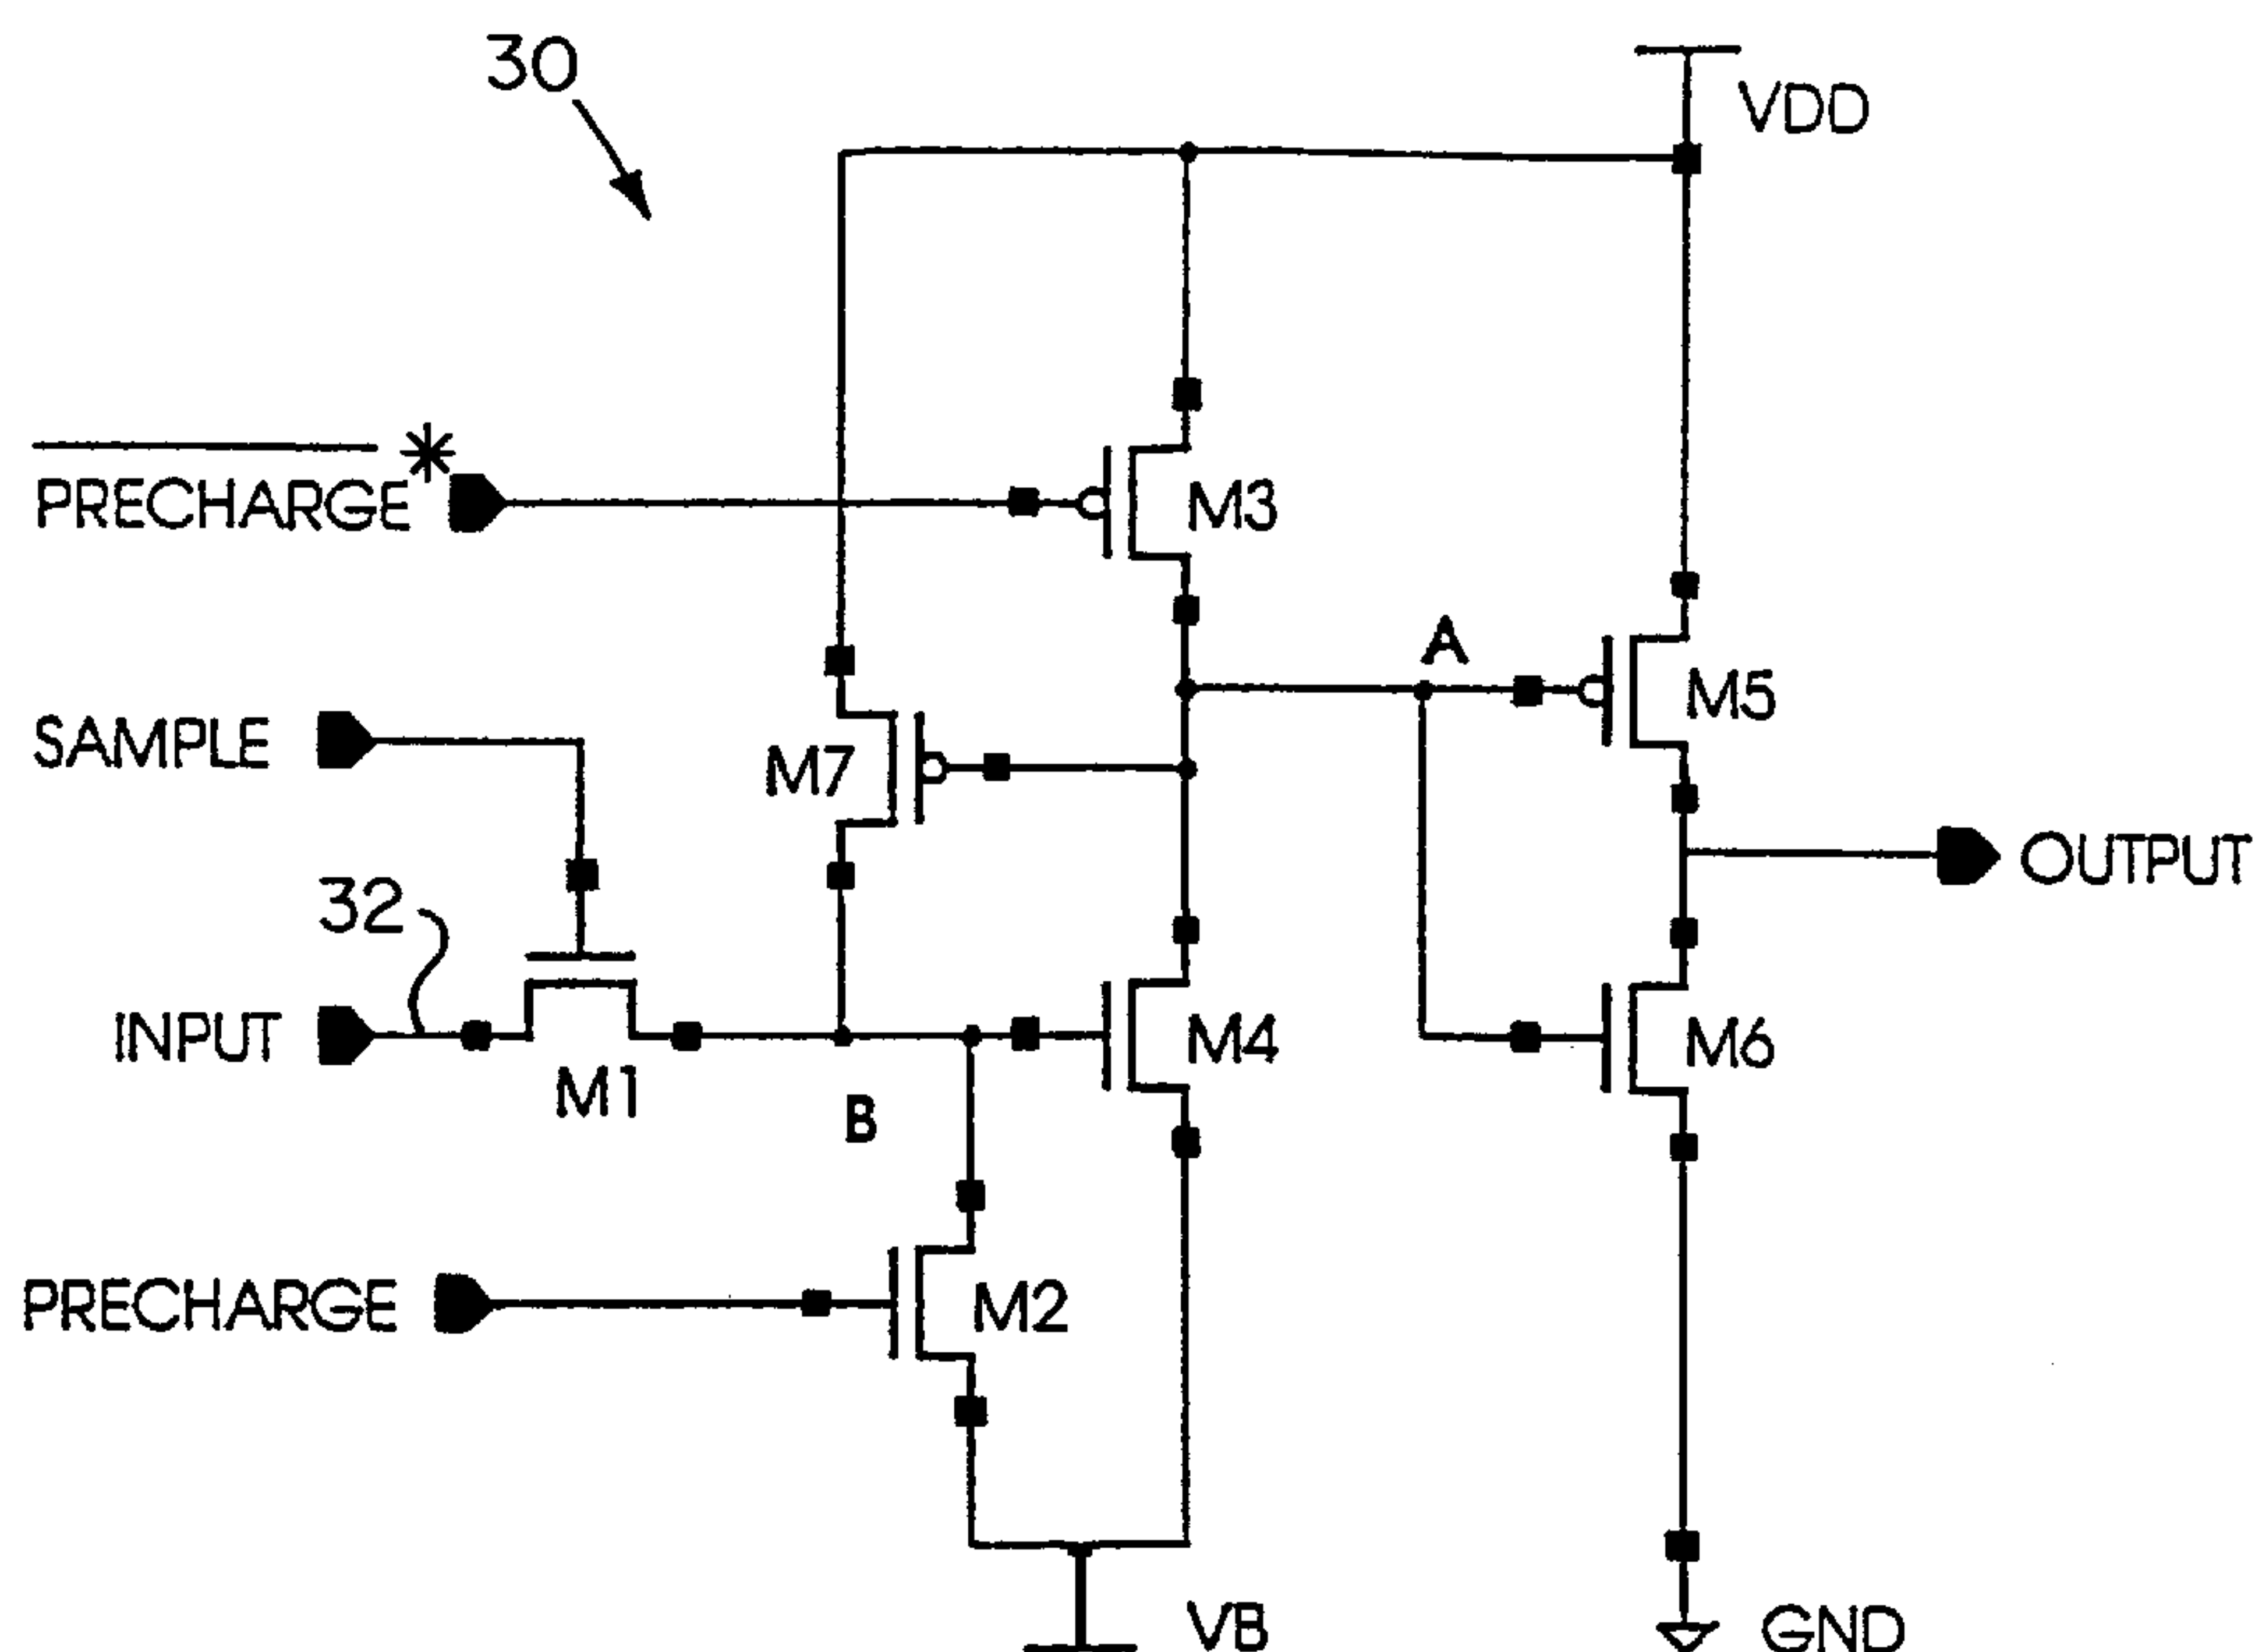 30
VDD
PRECHARGE *
M3
A
M5
SAMPLE
M7
OUTPUT
32
INPUT
M1
M4
M6
B
PRECHARGE
M2
VB
GND